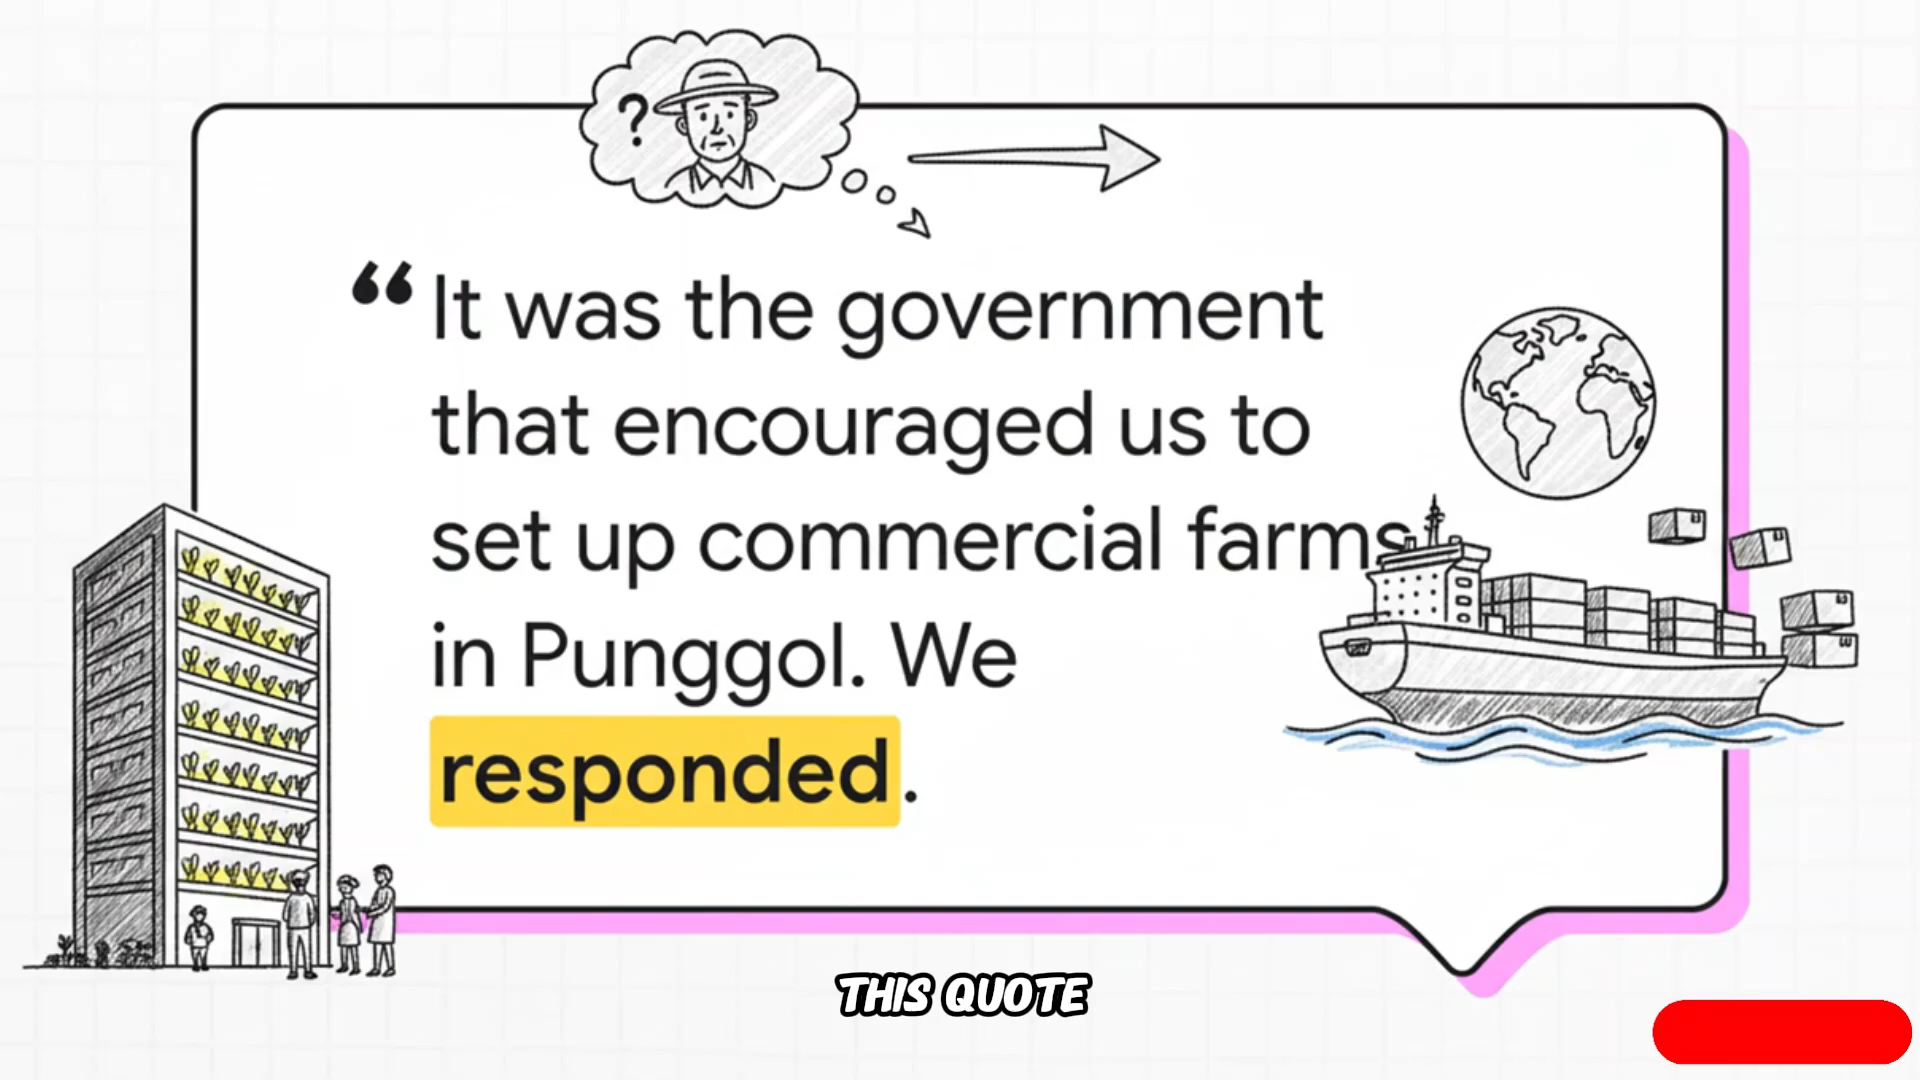 ?
“ It was the government
that encouraged us to
set up commercial farms
in Punggol. We
responded.
THIS QUOTE